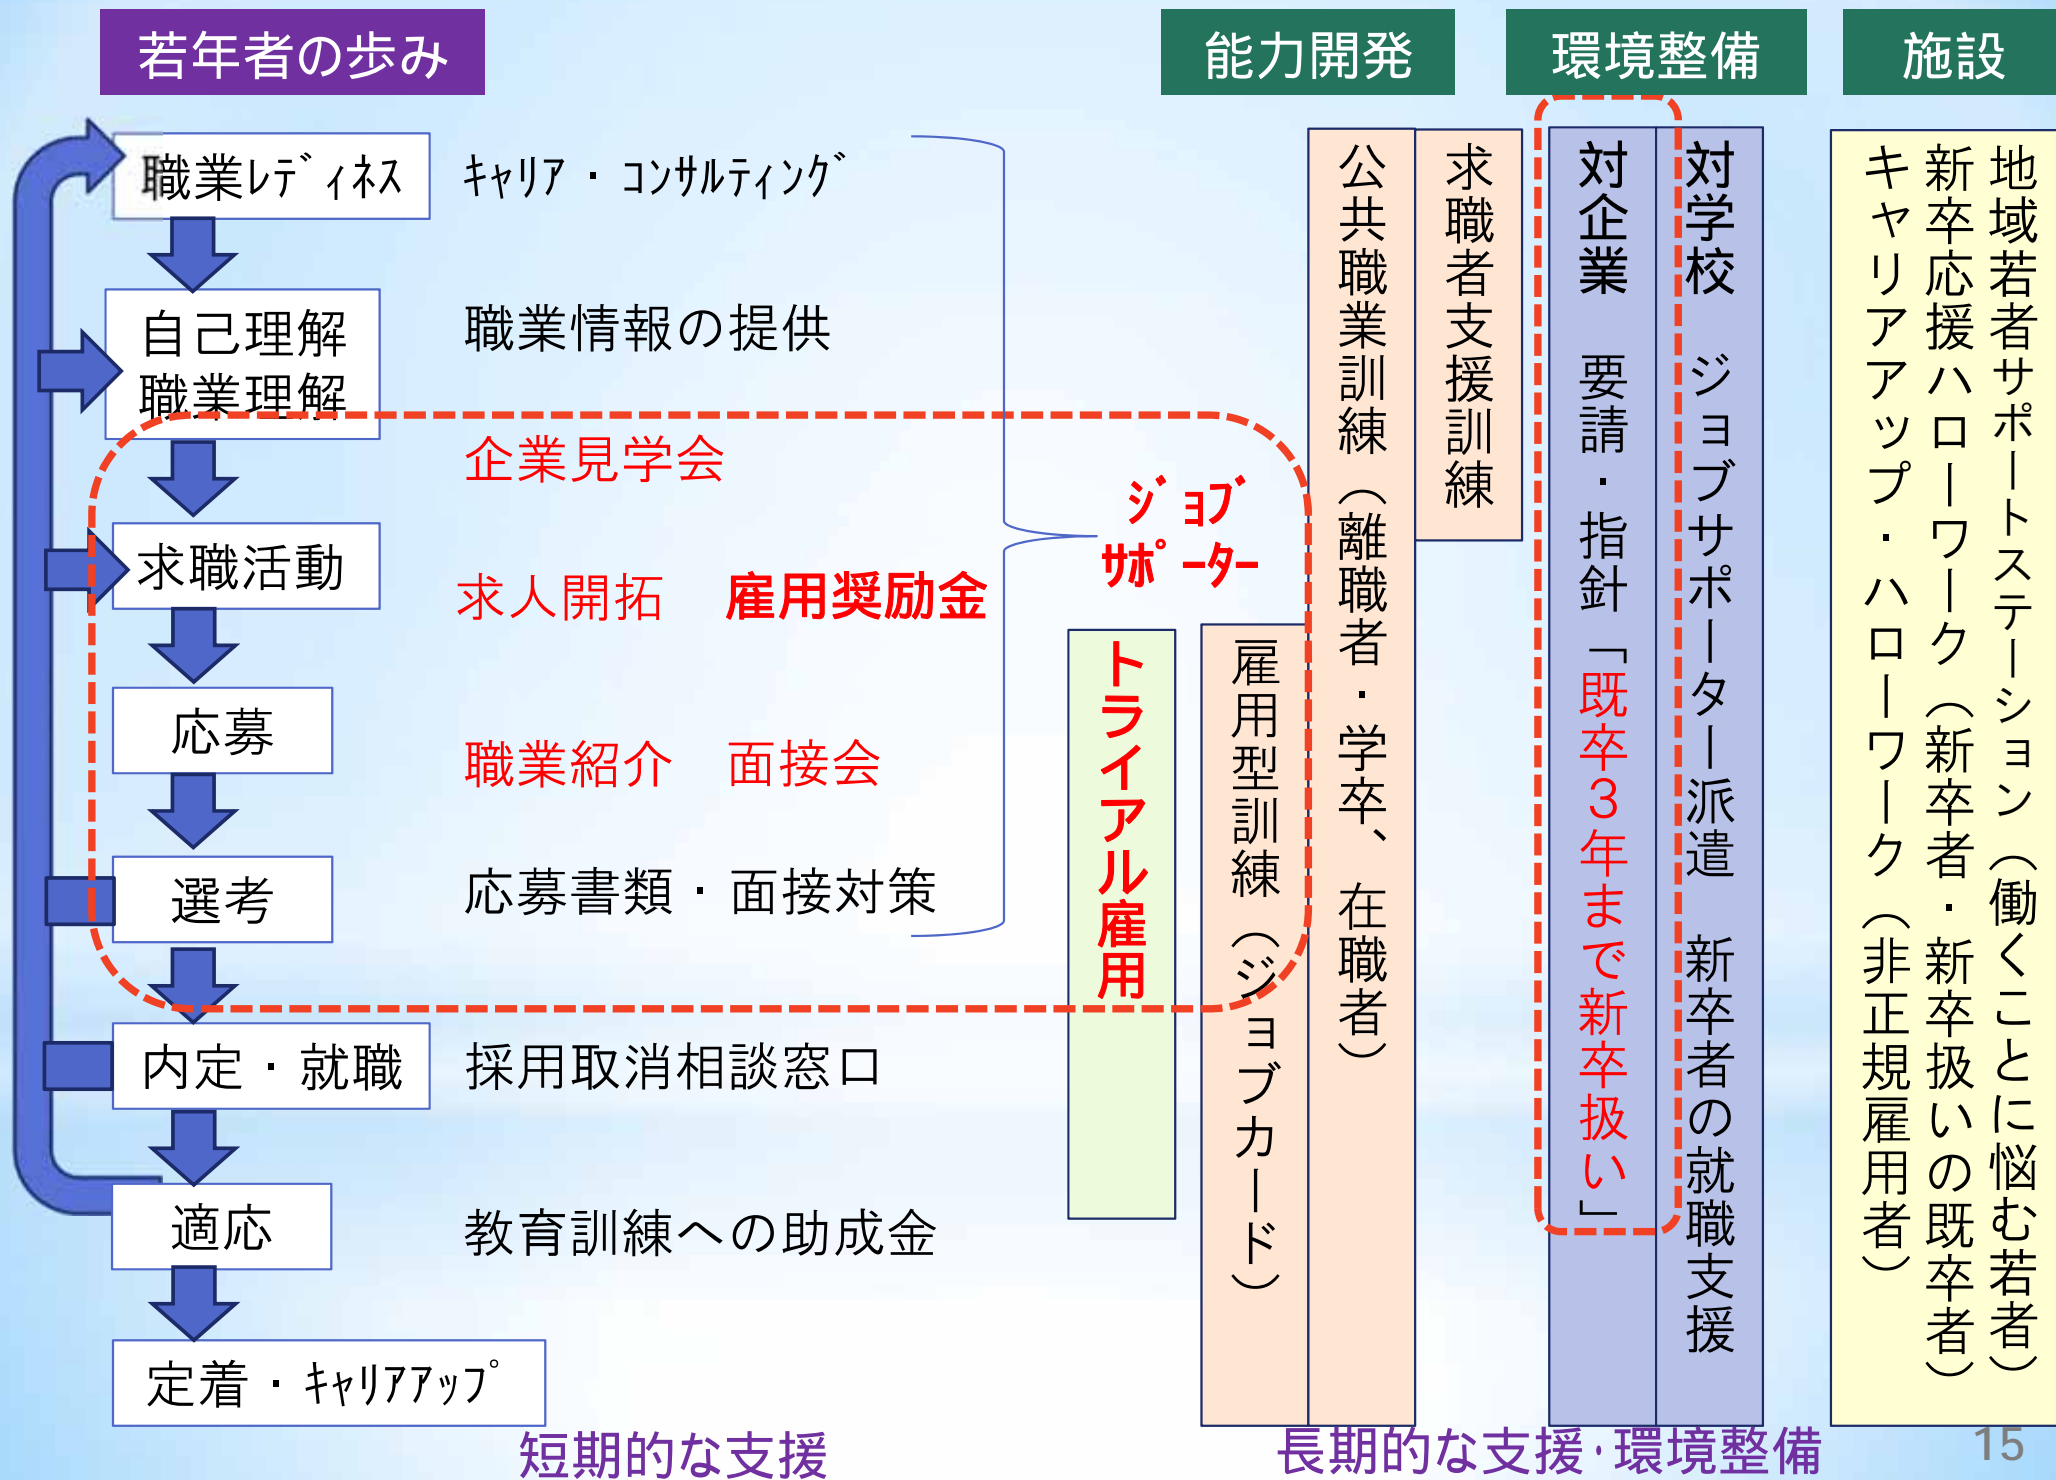 若年者の歩み
能力開発
環境整備
施設
職業ﾚﾃﾞｨﾈｽ
ｷｬﾘｱ・ｺﾝｻﾙﾃｨﾝｸﾞ
自己理解
職業理解
職業情報の提供
企業見学会
求職活動
求人開拓　雇用奨励金
応募
職業紹介　面接会
選考
応募書類・面接対策
内定・就職
採用取消相談窓口
適応
教育訓練への助成金
定着・ｷｬﾘｱｱｯﾌﾟ
ｼﾞｮﾌﾞ
ｻﾎﾟｰﾀｰ
トライアル雇用
雇用型訓練（ジョブカード）
公共職業訓練（離職者・学卒、在職者）
求職者支援訓練
対企業　要請・指針「既卒３年まで新卒扱い」
対学校　ジョブサポーター派遣　新卒者の就職支援
地域若者サポートステーション（働くことに悩む若者）
新卒応援ハローワーク（新卒者・新卒扱いの既卒者）
キャリアアップ・ハローワーク（非正規雇用者）
短期的な支援
長期的な支援・環境整備
15